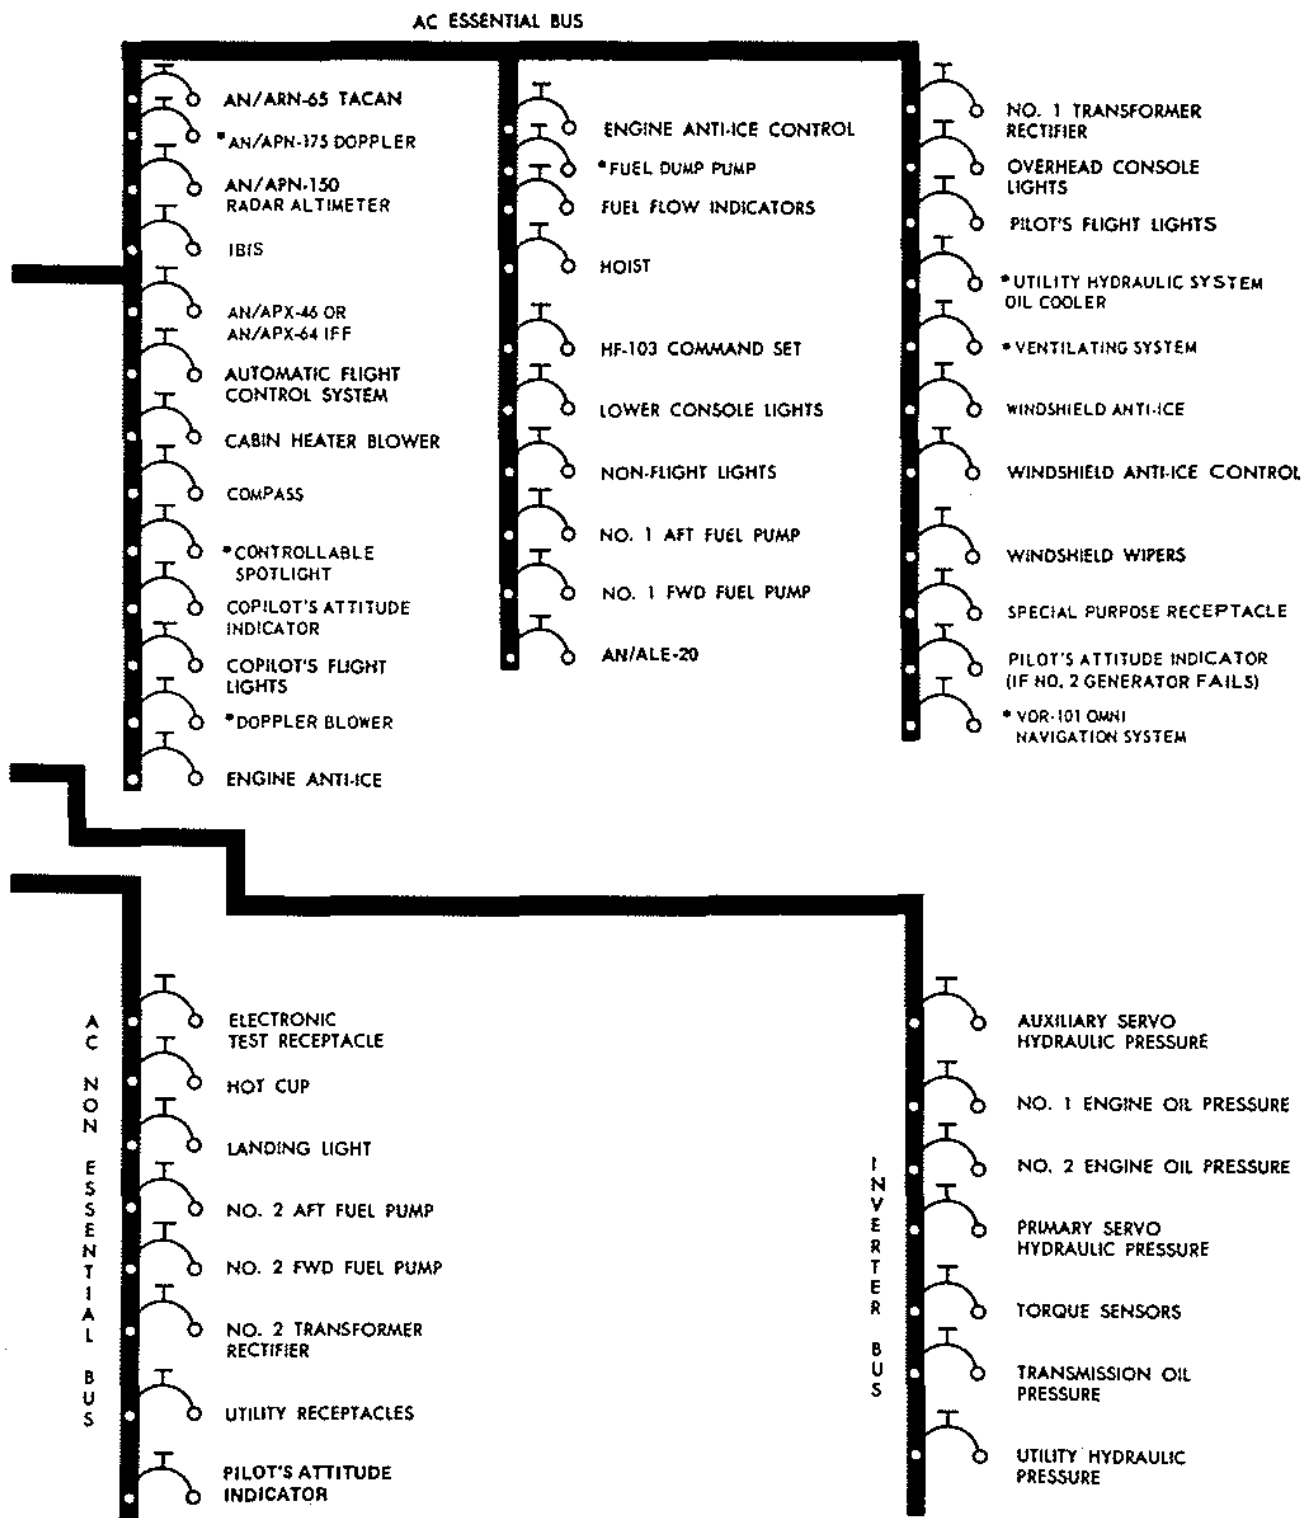 AC ESSENTIAL BUS
AN/ARN-65 TACAN
*AN/APN-175 DOPPLER
AN/APN-150
RADAR ALTIMETER
IBIS
AN/APX-46 OR
AN/APX-64 IFF
AUTOMATIC FLIGHT
CONTROL SYSTEM
CABIN HEATER BLOWER
COMPASS
*CONTROLLABLE
SPOTLIGHT
COPILOT'S ATTITUDE
INDICATOR
COPILOT'S FLIGHT
LIGHTS
*DOPPLER BLOWER
ENGINE ANTI-ICE
ENGINE ANTI-ICE CONTROL
*FUEL DUMP PUMP
FUEL FLOW INDICATORS
HOIST
HF-103 COMMAND SET
LOWER CONSOLE LIGHTS
NON-FLIGHT LIGHTS
NO. 1 AFT FUEL PUMP
NO. 1 FWD FUEL PUMP
AN/ALE-20
NO. 1 TRANSFORMER
RECTIFIER
OVERHEAD CONSOLE
LIGHTS
PILOT'S FLIGHT LIGHTS
*UTILITY HYDRAULIC SYSTEM
OIL COOLER
*VENTILATING SYSTEM
WINDSHIELD ANTI-ICE
WINDSHIELD ANTI-ICE CONTROL
WINDSHIELD WIPERS
SPECIAL PURPOSE RECEPTACLE
PILOT'S ATTITUDE INDICATOR
(IF NO. 2 GENERATOR FAILS)
*VOR-101 OMNI
NAVIGATION SYSTEM
AC NON ESSENTIAL BUS
ELECTRONIC
TEST RECEPTACLE
HOT CUP
LANDING LIGHT
NO. 2 AFT FUEL PUMP
NO. 2 FWD FUEL PUMP
NO. 2 TRANSFORMER
RECTIFIER
UTILITY RECEPTACLES
PILOT'S ATTITUDE
INDICATOR
INVERTER BUS
AUXILIARY SERVO
HYDRAULIC PRESSURE
NO. 1 ENGINE OIL PRESSURE
NO. 2 ENGINE OIL PRESSURE
PRIMARY SERVO
HYDRAULIC PRESSURE
TORQUE SENSORS
TRANSMISSION OIL
PRESSURE
UTILITY HYDRAULIC
PRESSURE